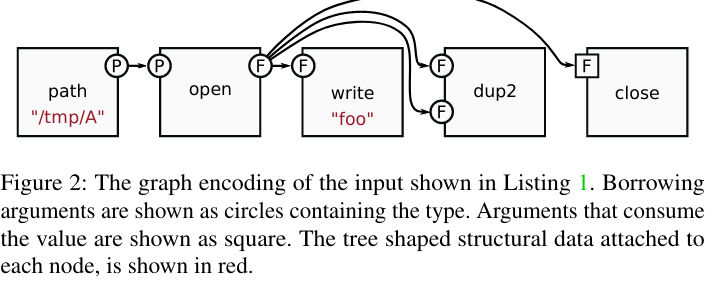 P P F F F F F
path open write dup2 close
"/tmp/A" "foo"
Figure 2: The graph encoding of the input shown in Listing 1. Borrowing
arguments are shown as circles containing the type. Arguments that consume
the value are shown as square. The tree shaped structural data attached to
each node, is shown in red.